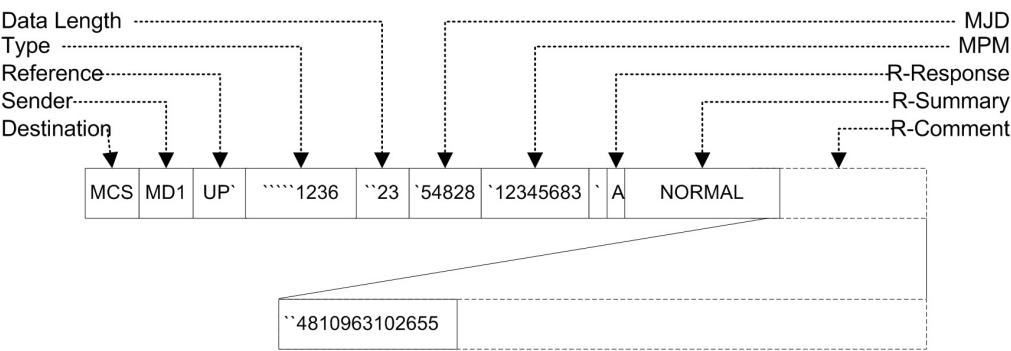 Data Length MJD
Type MPM
Reference R-Response
Sender R-Summary
Destination R-Comment
MCS MD1 UP` `````1236 ``23 `54828 `12345683 ` A NORMAL
``4810963102655